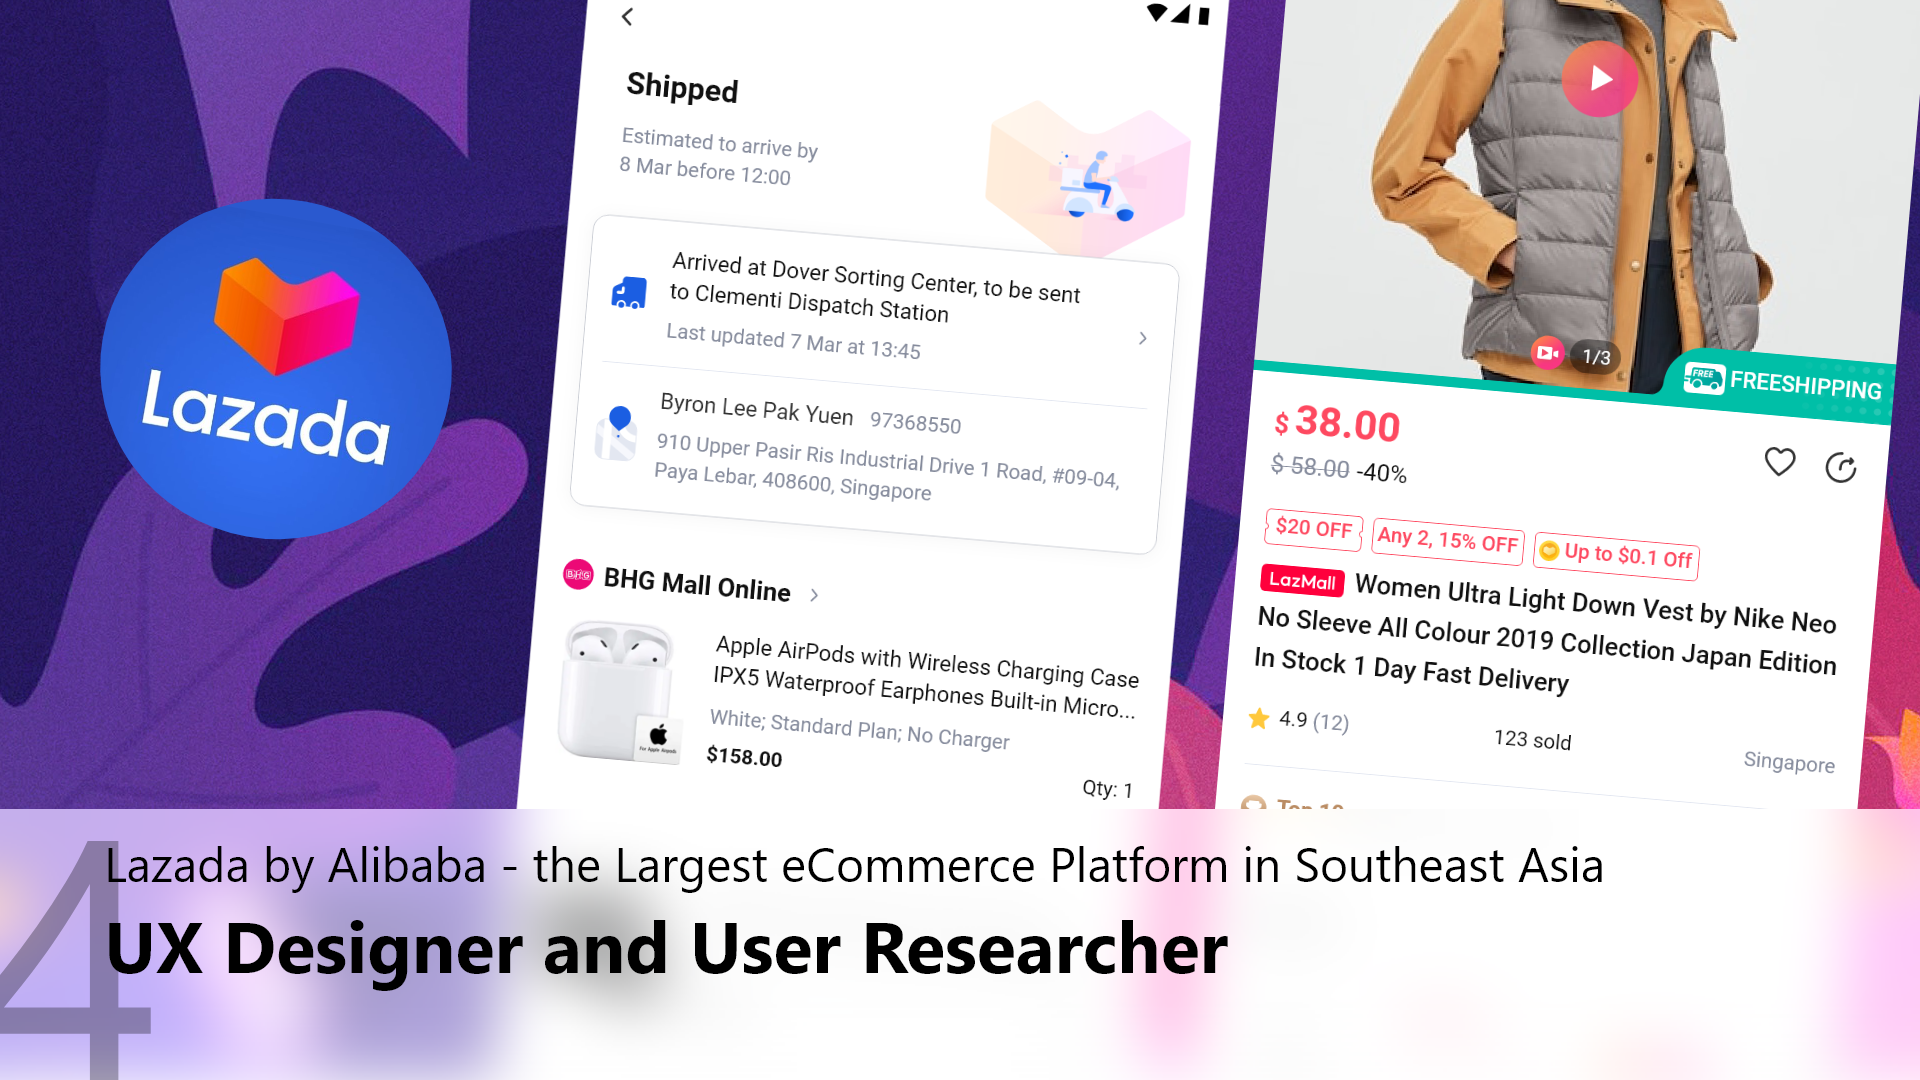 Lazada
Shipped
Estimated to arrive by
8 Mar before 12:00
Arrived at Dover Sorting Center, to be sent
to Clementi Dispatch Station
Last updated 7 Mar at 13:45
Byron Lee Pak Yuen 97368550
910 Upper Pasir Ris Industrial Drive 1 Road, #09-04,
Paya Lebar, 408600, Singapore
BHG BHG Mall Online
Apple AirPods with Wireless Charging Case
IPX5 Waterproof Earphones Built-in Micro...
White; Standard Plan; No Charger
For Apple Airpods
$158.00
Qty: 1
1/3
FREE FREESHIPPING
$ 38.00
$ 58.00 -40%
$20 OFF Any 2, 15% OFF Up to $0.1 Off
LazMall Women Ultra Light Down Vest by Nike Neo
No Sleeve All Colour 2019 Collection Japan Edition
In Stock 1 Day Fast Delivery
4.9 (12) 123 sold Singapore
Top 10
4
Lazada by Alibaba - the Largest eCommerce Platform in Southeast Asia
UX Designer and User Researcher